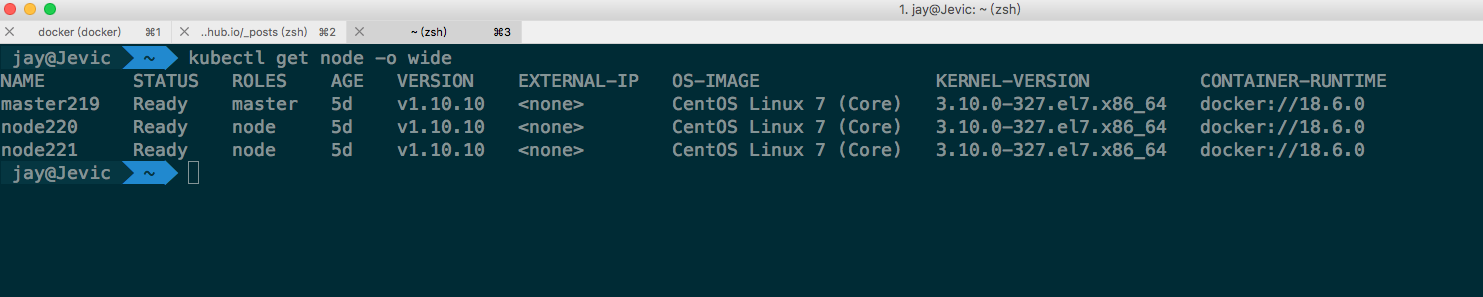 1. jay@Jevic: ~ (zsh)
docker (docker) ⌘1 ..hub.io/_posts (zsh) ⌘2 ~ (zsh) ⌘3
jay@Jevic ~ kubectl get node -o wide
NAME STATUS ROLES AGE VERSION EXTERNAL-IP OS-IMAGE KERNEL-VERSION CONTAINER-RUNTIME
master219 Ready master 5d v1.10.10 <none> CentOS Linux 7 (Core) 3.10.0-327.el7.x86_64 docker://18.6.0
node220 Ready node 5d v1.10.10 <none> CentOS Linux 7 (Core) 3.10.0-327.el7.x86_64 docker://18.6.0
node221 Ready node 5d v1.10.10 <none> CentOS Linux 7 (Core) 3.10.0-327.el7.x86_64 docker://18.6.0
jay@Jevic ~